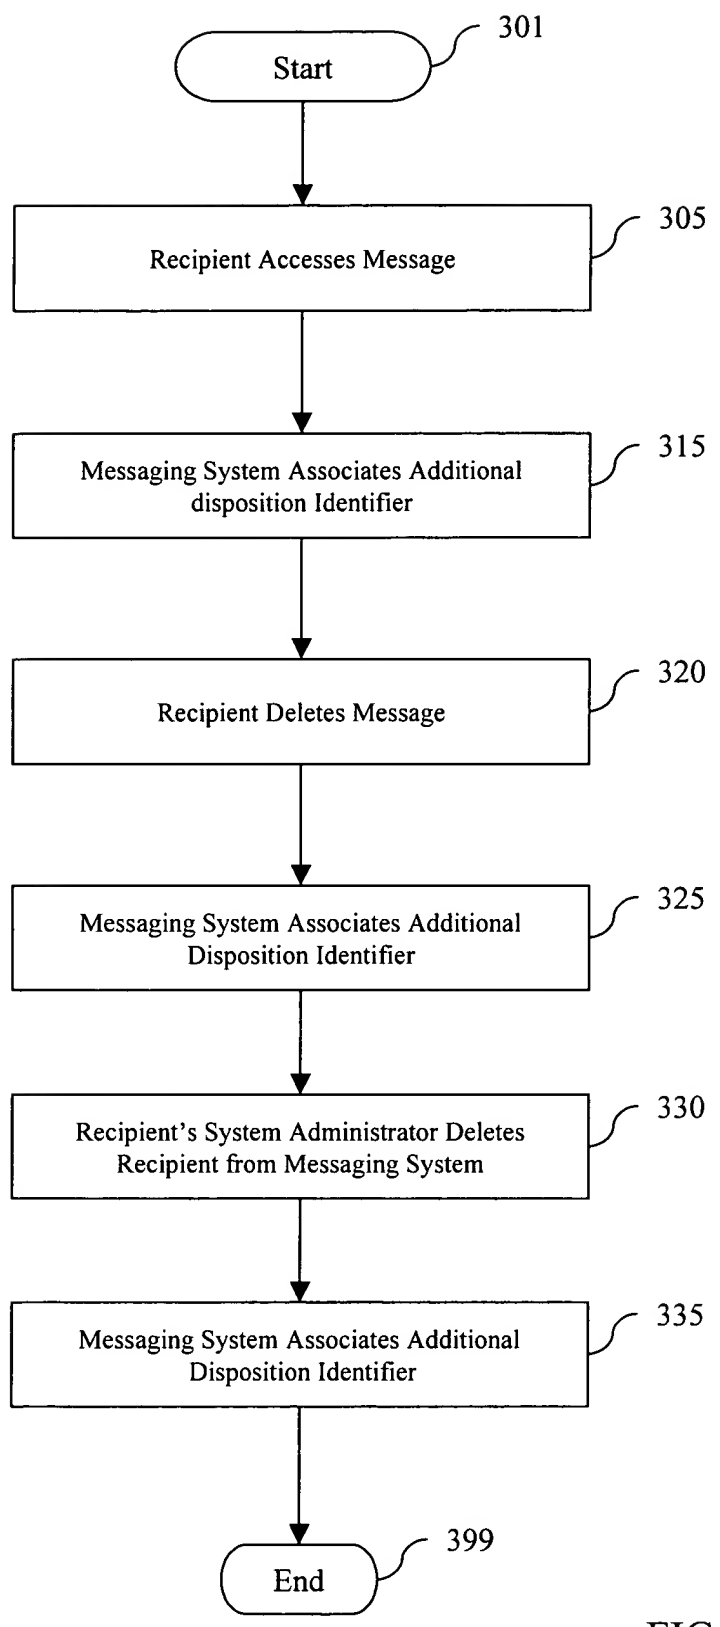 301
Start
305
Recipient Accesses Message
315
Messaging System Associates Additional
disposition Identifier
320
Recipient Deletes Message
325
Messaging System Associates Additional
Disposition Identifier
330
Recipient's System Administrator Deletes
Recipient from Messaging System
335
Messaging System Associates Additional
Disposition Identifier
399
End